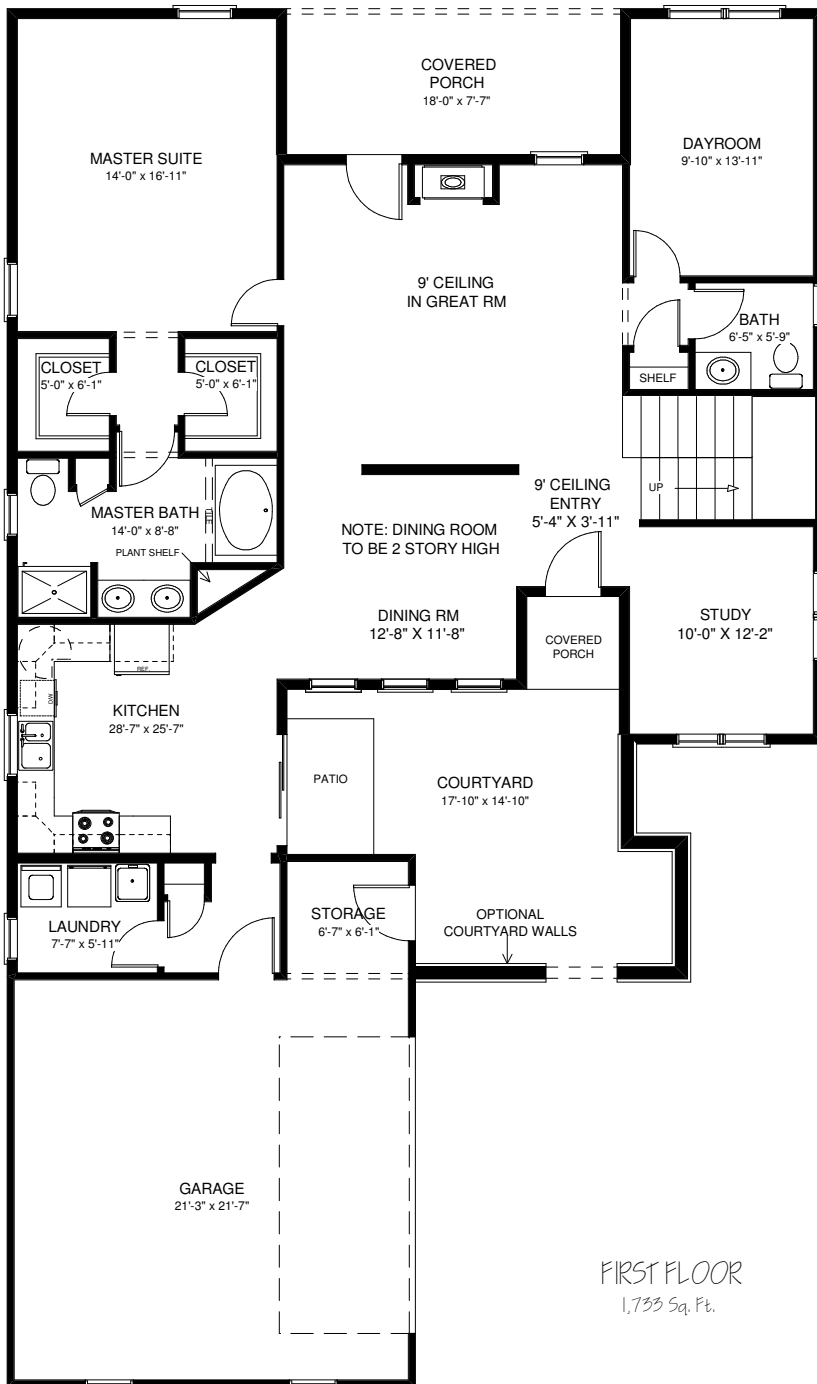 COVERED
PORCH
18'-0" x 7'-7"
MASTER SUITE
14'-0" x 16'-11"
DAYROOM
9'-10" x 13'-11"
9' CEILING
IN GREAT RM
BATH
6'-5" x 5'-9"
CLOSET
5'-0" x 6'-1"
CLOSET
5'-0" x 6'-1"
SHELF
9' CEILING
ENTRY
5'-4" X 3'-11"
UP
MASTER BATH
14'-0" x 8'-8"
PLANT SHELF
NOTE: DINING ROOM
TO BE 2 STORY HIGH
DINING RM
12'-8" X 11'-8"
COVERED
PORCH
STUDY
10'-0" X 12'-2"
REF.
DW
KITCHEN
28'-7" x 25'-7"
PATIO
COURTYARD
17'-10" x 14'-10"
LAUNDRY
7'-7" x 5'-11"
STORAGE
6'-7" x 6'-1"
OPTIONAL
COURTYARD WALLS
GARAGE
21'-3" x 21'-7"
FIRST FLOOR
1,733 Sq. Ft.